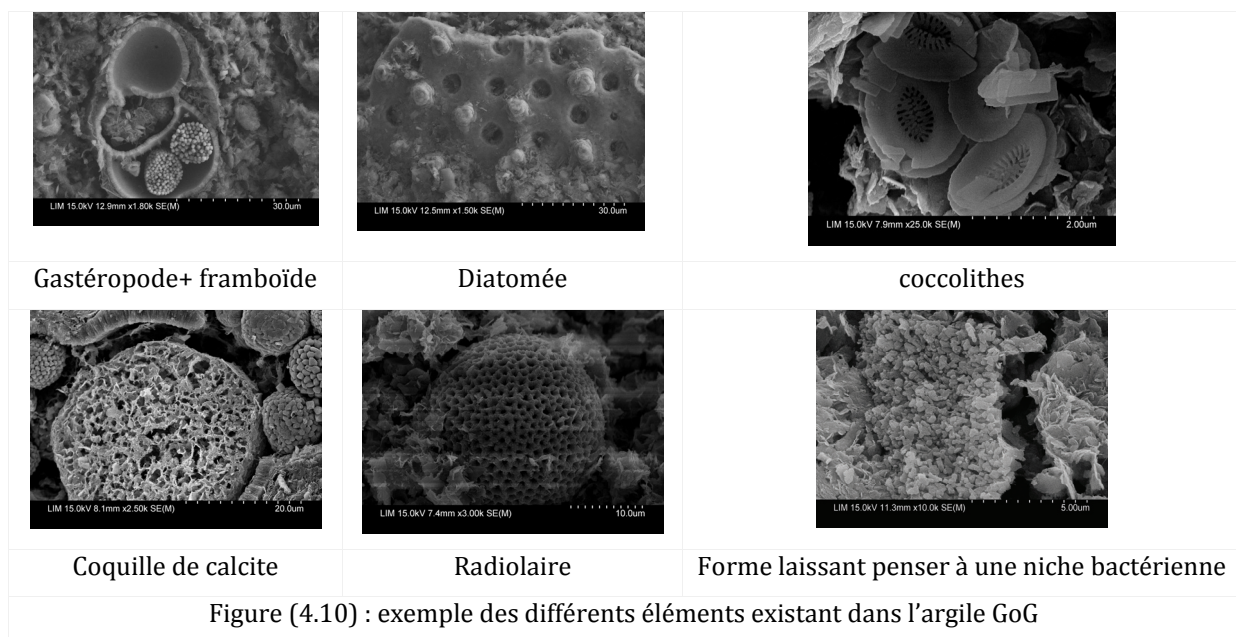 LIM 15.0kV 12.9mm x1.80k SE(M) 30.0um
LIM 15.0kV 12.5mm x1.50k SE(M) 30.0um
LIM 15.0kV 7.9mm x25.0k SE(M) 2.00um
Gastéropode+ framboïde
Diatomée
coccolithes
LIM 15.0kV 8.1mm x2.50k SE(M) 20.0um
LIM 15.0kV 7.4mm x3.00k SE(M) 10.0um
LIM 15.0kV 11.3mm x10.0k SE(M) 5.00um
Coquille de calcite
Radiolaire
Forme laissant penser à une niche bactérienne
Figure (4.10) : exemple des différents éléments existant dans l’argile GoG